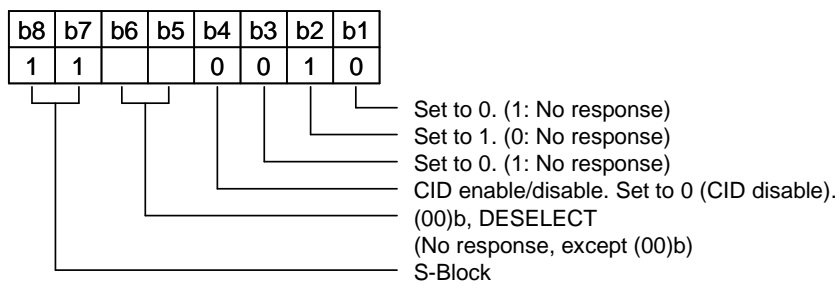 b8 b7 b6 b5 b4 b3 b2 b1
1 1 0 0 1 0
Set to 0. (1: No response)
Set to 1. (0: No response)
Set to 0. (1: No response)
CID enable/disable. Set to 0 (CID disable).
(00)b, DESELECT
(No response, except (00)b)
S-Block